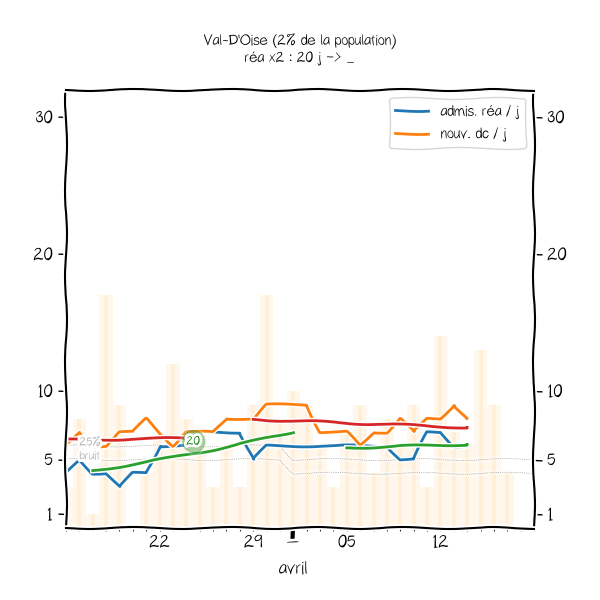 Val-D'Oise (2% de la population)
réa x2 : 20 j -> _
admis. réa / j
nouv. dc / j
30
30
20
20
10
10
25%
20
bruit
5
5
1
1
22
29
_
05
12
avril